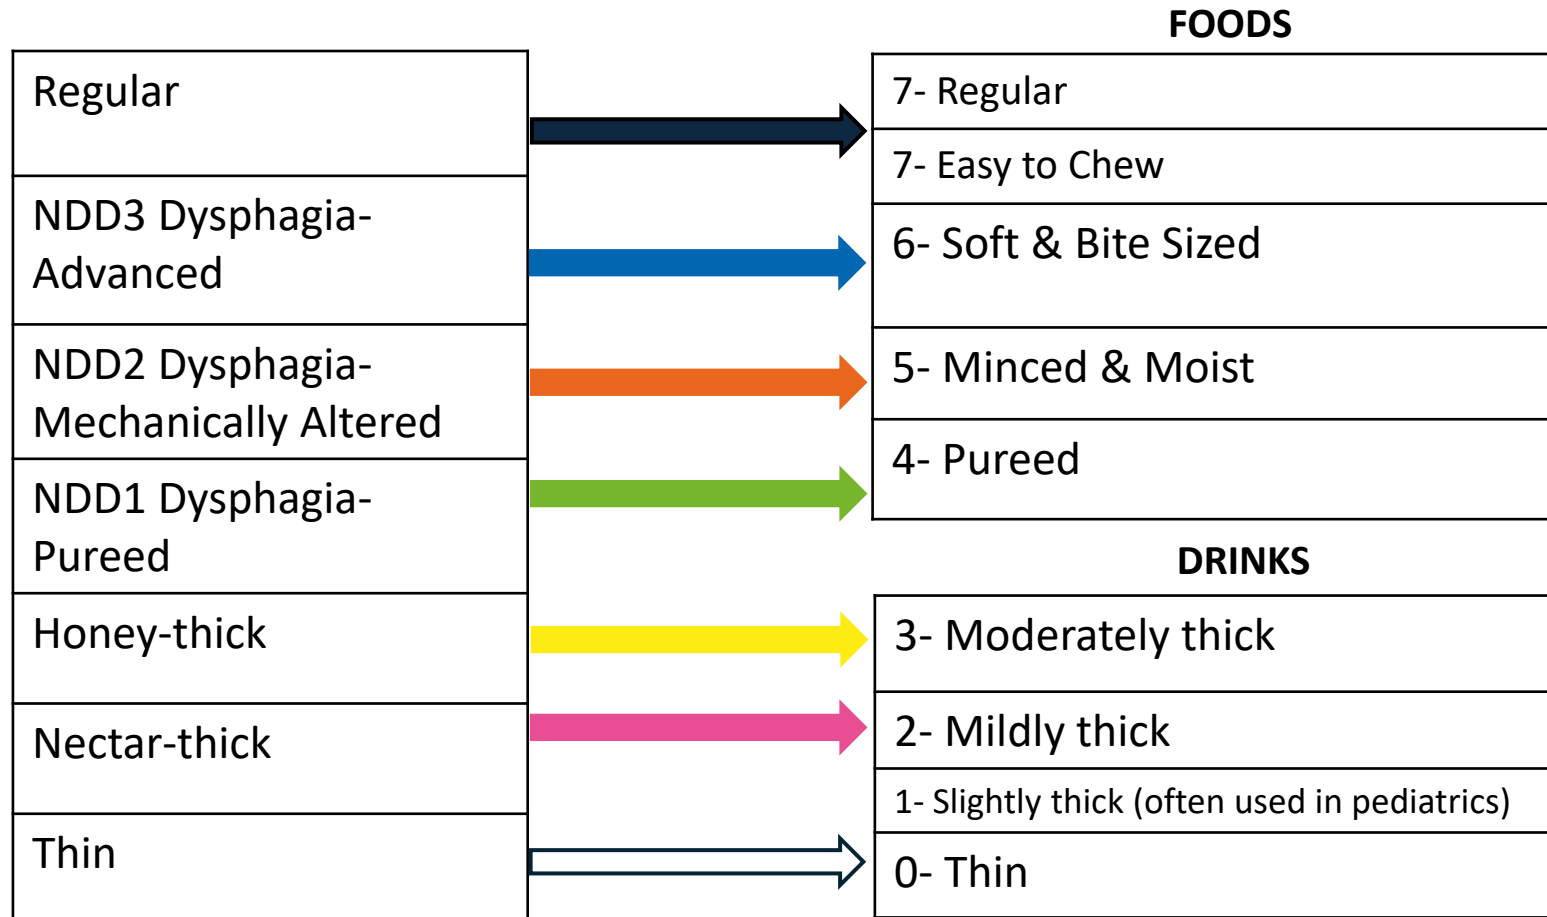 Regular
NDD3 Dysphagia-
Advanced
NDD2 Dysphagia-
Mechanically Altered
NDD1 Dysphagia-
Pureed
Honey-thick
Nectar-thick
Thin
FOODS
7- Regular
7- Easy to Chew
6- Soft & Bite Sized
5- Minced & Moist
4- Pureed
DRINKS
3- Moderately thick
2- Mildly thick
1- Slightly thick (often used in pediatrics)
0- Thin